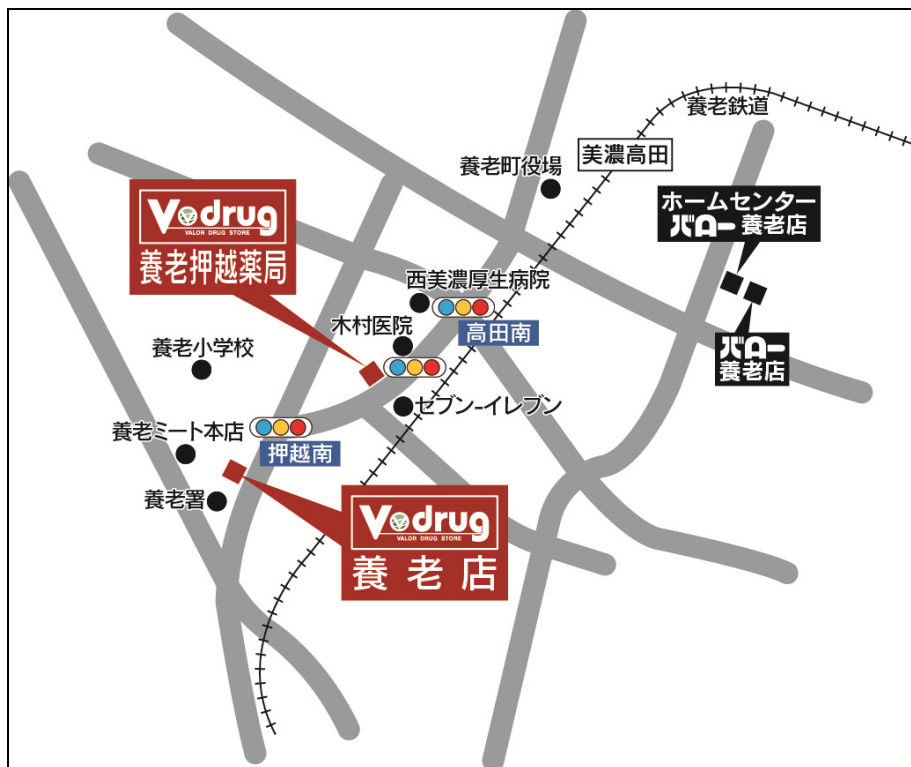 養老鉄道
美濃高田
養老町役場
ホームセンター
バロー 養老店
V drug
VALOR DRUG STORE
養老押越薬局
西美濃厚生病院
高田南
木村医院
バロー
養老店
養老小学校
セブン-イレブン
養老ミート本店
押越南
養老署
V drug
VALOR DRUG STORE
養老店